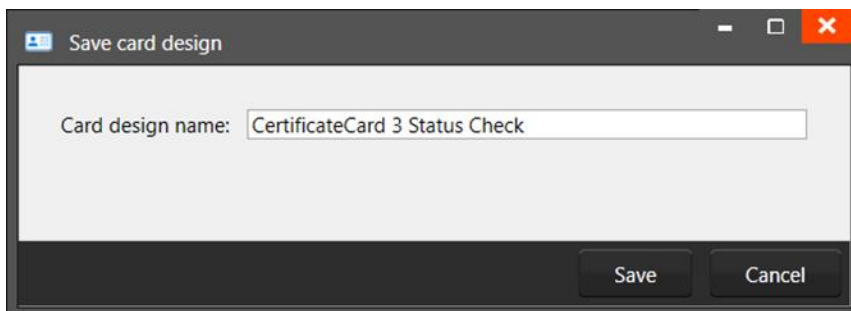 Save card design
Card design name: CertificateCard 3 Status Check
Save Cancel